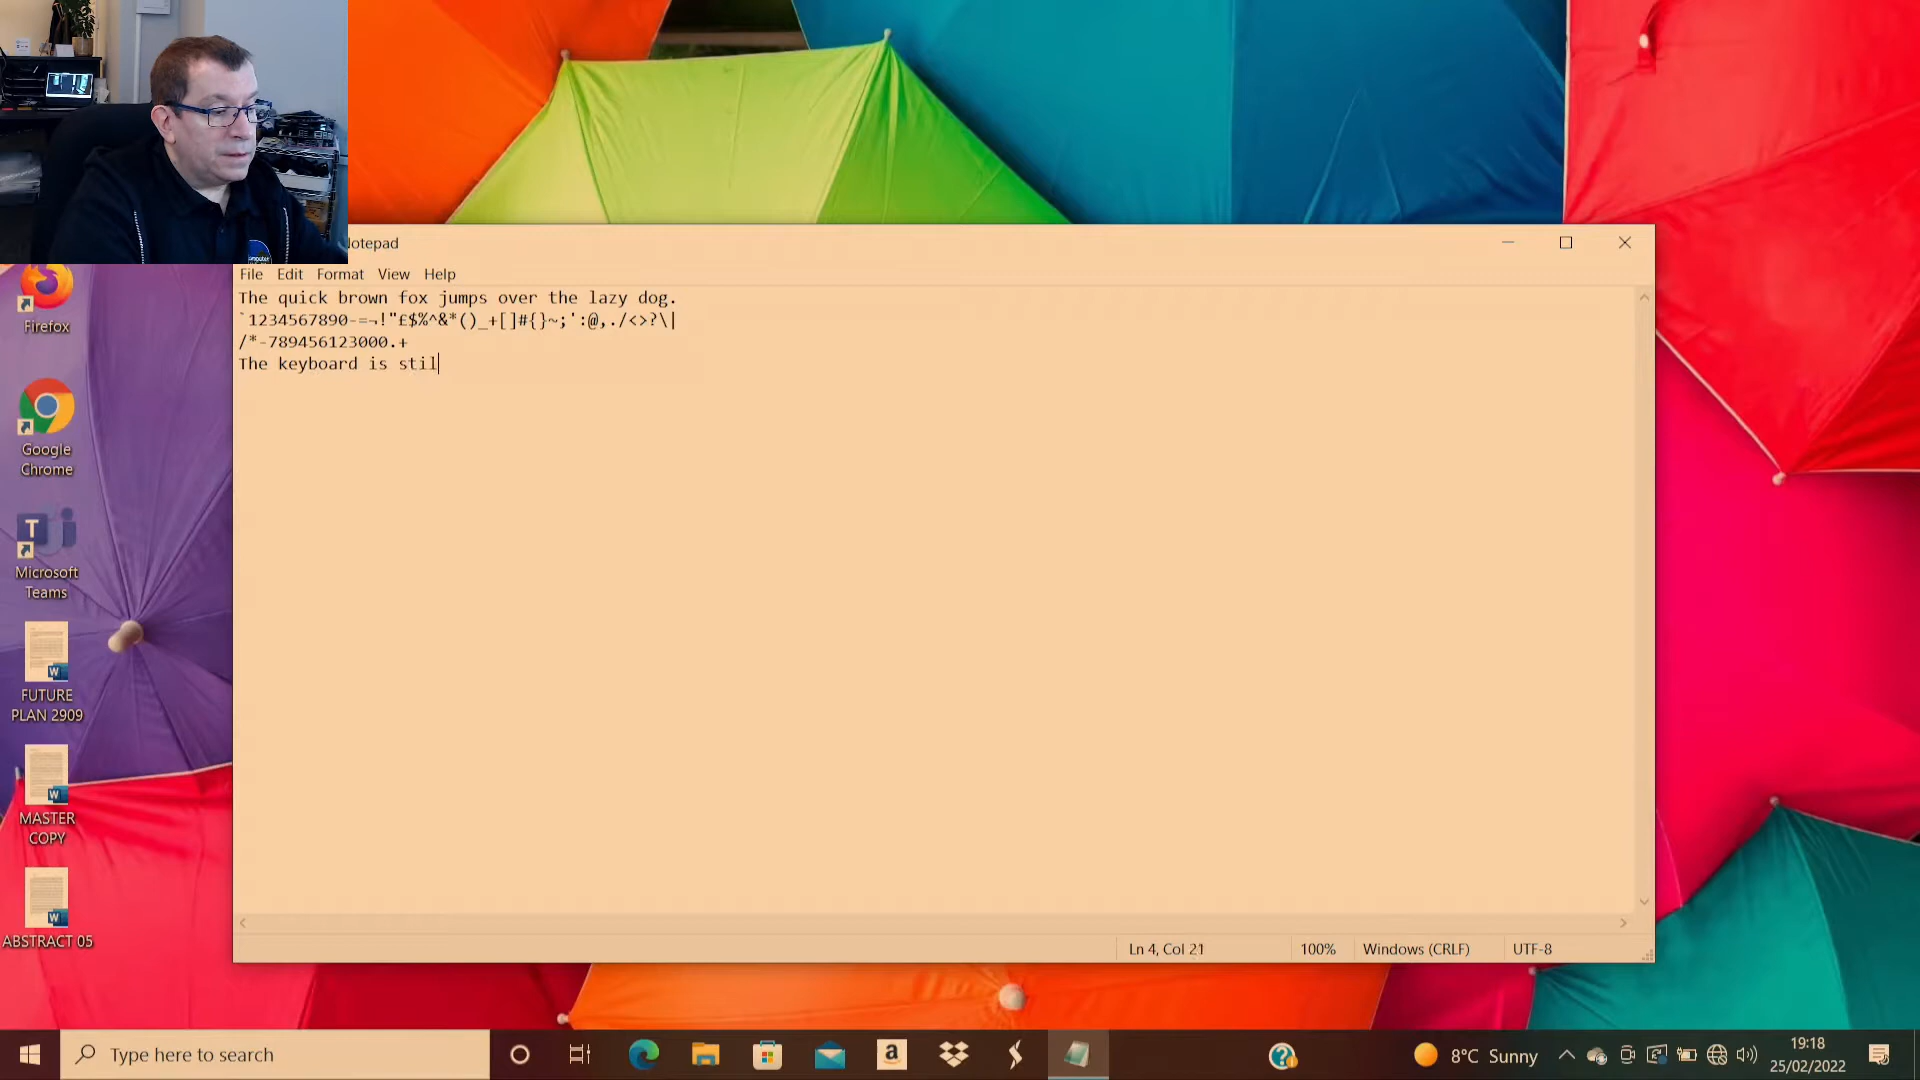 Notepad
File Edit Format View Help
The quick brown fox jumps over the lazy dog.
`1234567890-=¬!"£$%^&*()_+[]#{}~;':@,./<>?\|
/*-789456123000.+
The keyboard is stil
Ln 4, Col 21
100%
Windows (CRLF)
UTF-8
Firefox
Google
Chrome
Microsoft
Teams
FUTURE
PLAN 2909
MASTER
COPY
ABSTRACT 05
Type here to search
8°C Sunny
19:18
25/02/2022